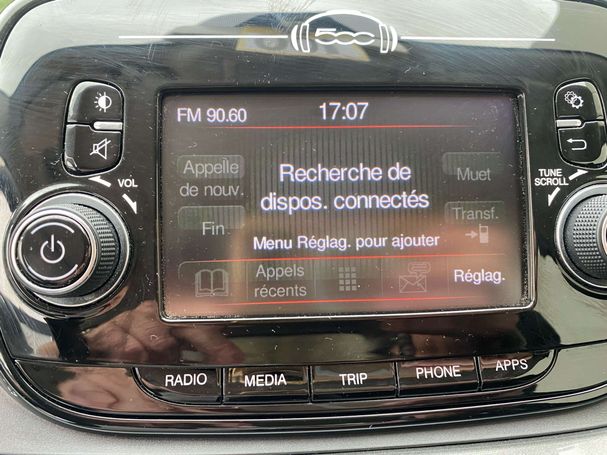 500
FM 90.60
17:07
VOL
TUNE
SCROLL
Appelle
de nouv.
Recherche de
dispos. connectés
Muet
Fin
Transf.
Menu Réglag. pour ajouter
Appels
récents
Réglag.
RADIO
MEDIA
TRIP
PHONE
APPS